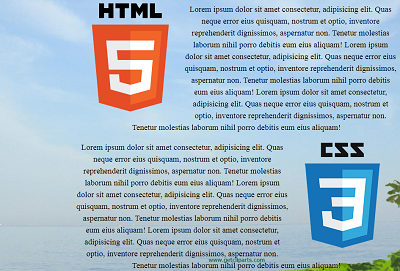 HTML
5
Lorem ipsum dolor sit amet consectetur, adipisicing elit.
Quas neque error eius quisquam, nostrum et optio
reprehenderit dignissimos, aspernatur non. Tenetur molestias
laborum nihil porro debitis eum eius aliquam! Lorem ipsum
dolor sit amet consectetur, adipisicing elit. Quas neque error eius
quisquam, nostrum et optio reprehenderit dignissimos,
aspernatur non. Tenetur molestias laborum nihil porro debitis
eum eius aliquam! Lorem ipsum dolor sit amet consectetur,
adipisicing elit. Quas neque error eius quisquam, nostrum et
optio reprehenderit dignissimos, aspernatur non.
Tenetur molestias laborum nihil porro debitis eum eius aliquam!
CSS
3
Lorem ipsum dolor sit amet consectetur, adipisicing elit. Quas
neque error eius quisquam, nostrum et optio
reprehenderit dignissimos, aspernatur non. Tenetur molestias
laborum nihil porro debitis eum eius aliquam! Lorem ipsum
dolor sit amet consectetur, adipisicing elit. Quas neque error eius
quisquam, nostrum et optio reprehenderit dignissimos,
aspernatur non. Tenetur molestias laborum nihil porro debitis
eum eius aliquam! Lorem ipsum dolor sit amet consectetur,
adipisicing elit. Quas neque error eius quisquam, nostrum et
optio reprehenderit dignissimos, aspernatur non.
www.getcliparts.com
Tenetur molestias laborum nihil porro debitis eum eius aliquam!